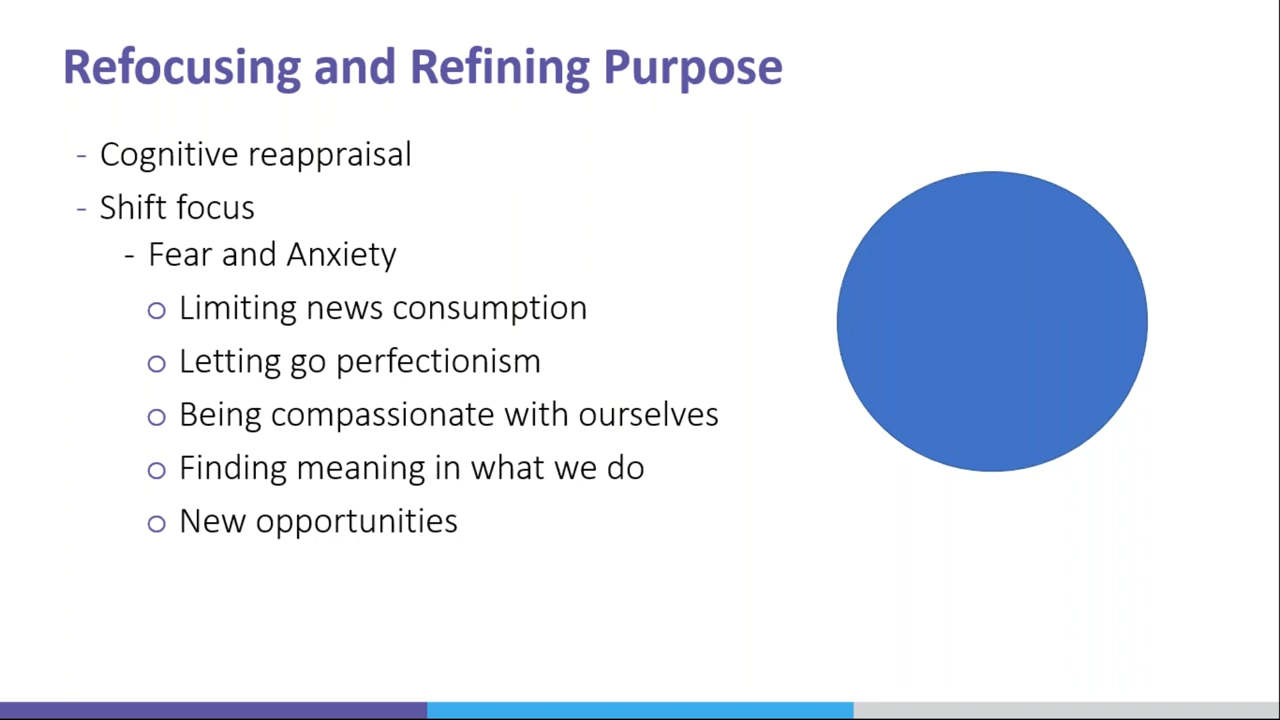 Refocusing and Refining Purpose
- Cognitive reappraisal
- Shift focus
- Fear and Anxiety
o Limiting news consumption
o Letting go perfectionism
o Being compassionate with ourselves
o Finding meaning in what we do
o New opportunities